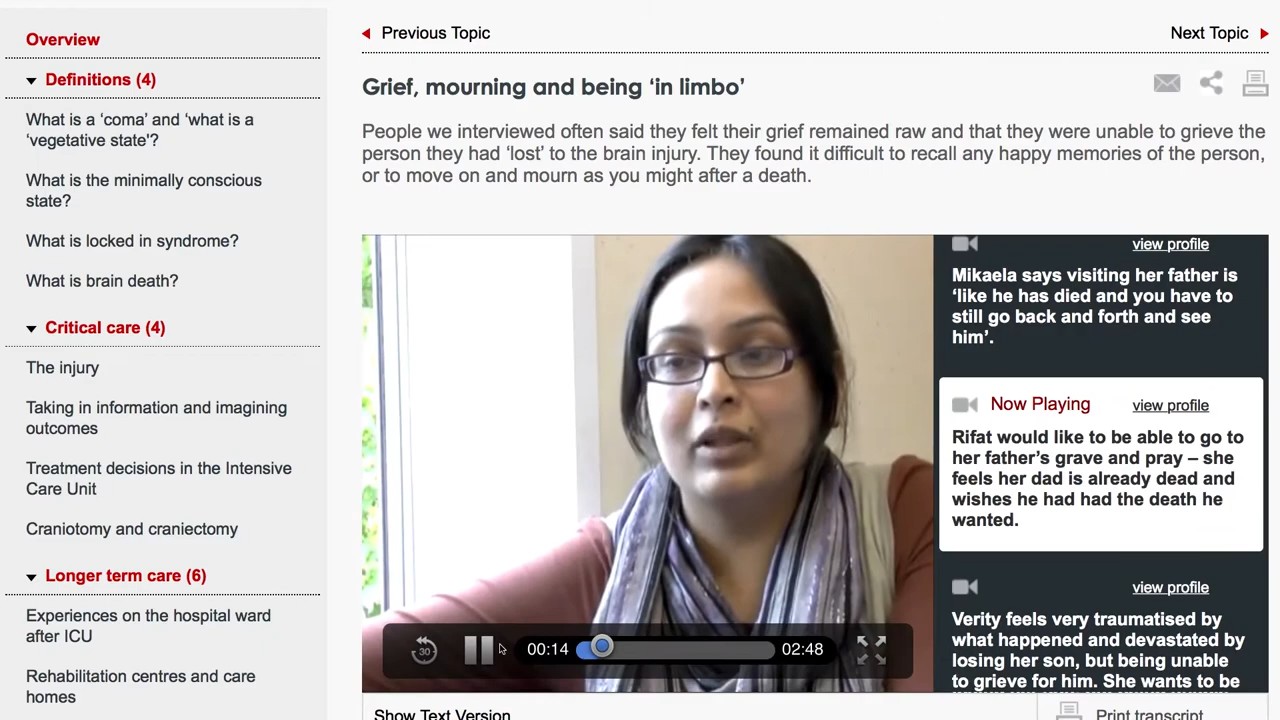 Overview
Definitions (4)
What is a ‘coma’ and ‘what is a
‘vegetative state'?
What is the minimally conscious
state?
What is locked in syndrome?
What is brain death?
Critical care (4)
The injury
Taking in information and imagining
outcomes
Treatment decisions in the Intensive
Care Unit
Craniotomy and craniectomy
Longer term care (6)
Experiences on the hospital ward
after ICU
Rehabilitation centres and care
homes
Previous Topic
Next Topic
Grief, mourning and being ‘in limbo’
People we interviewed often said they felt their grief remained raw and that they were unable to grieve the
person they had ‘lost’ to the brain injury. They found it difficult to recall any happy memories of the person,
or to move on and mourn as you might after a death.
30
00:14
02:48
view profile
Mikaela says visiting her father is
‘like he has died and you have to
still go back and forth and see
him’.
Now Playing
view profile
Rifat would like to be able to go to
her father’s grave and pray – she
feels her dad is already dead and
wishes he had had the death he
wanted.
view profile
Verity feels very traumatised by
what happened and devastated by
losing her son, but being unable
to grieve for him. She wants to be
Show Text Version
Print transcript